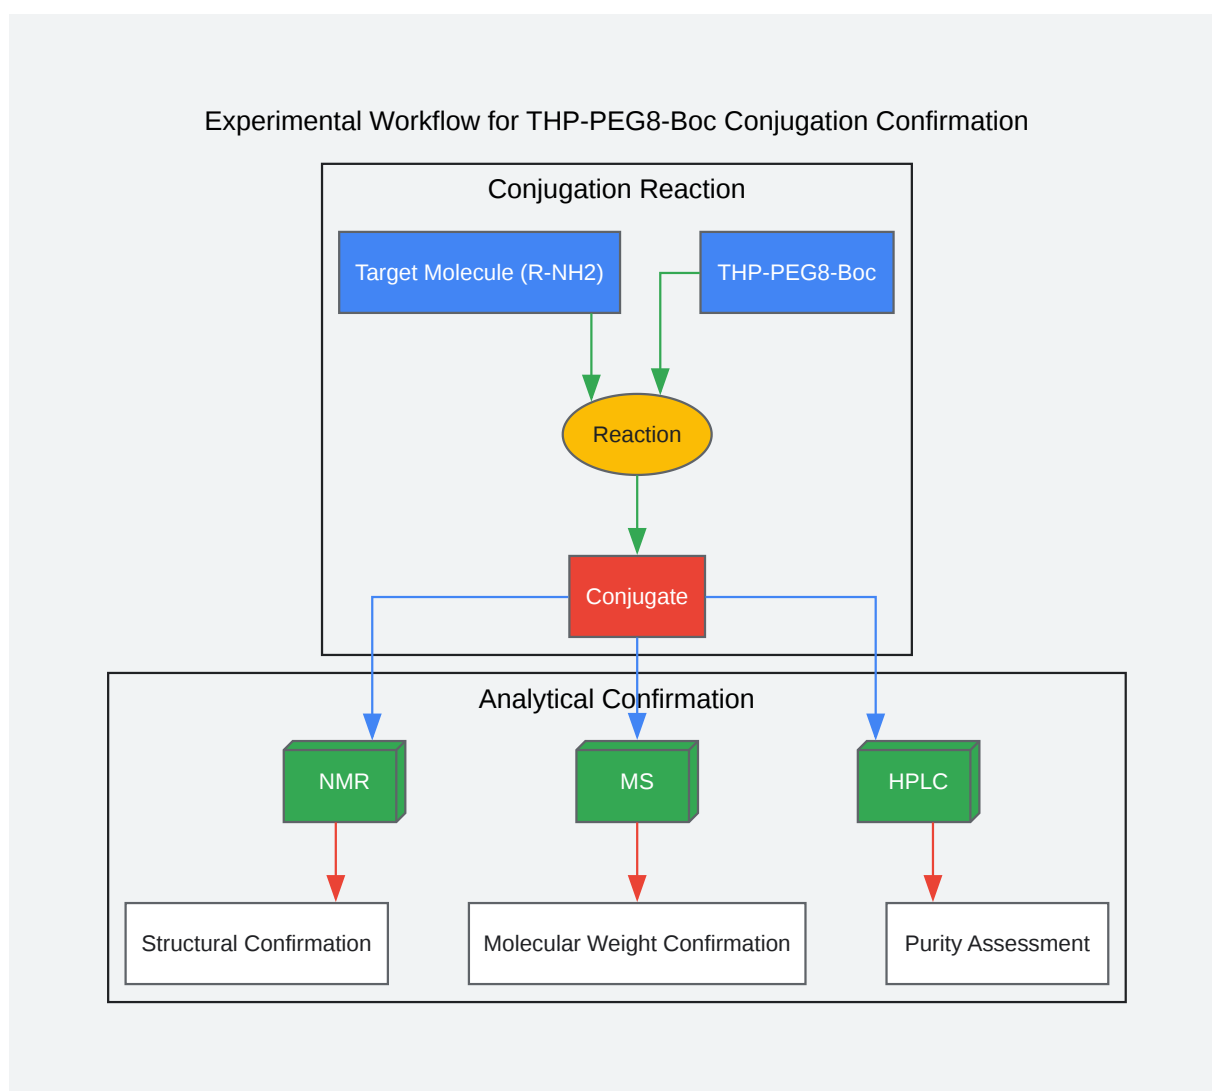 Experimental Workflow for THP-PEG8-Boc Conjugation Confirmation
Conjugation Reaction
Target Molecule (R-NH2)
THP-PEG8-Boc
Reaction
Conjugate
Analytical Confirmation
NMR
MS
HPLC
Structural Confirmation
Molecular Weight Confirmation
Purity Assessment